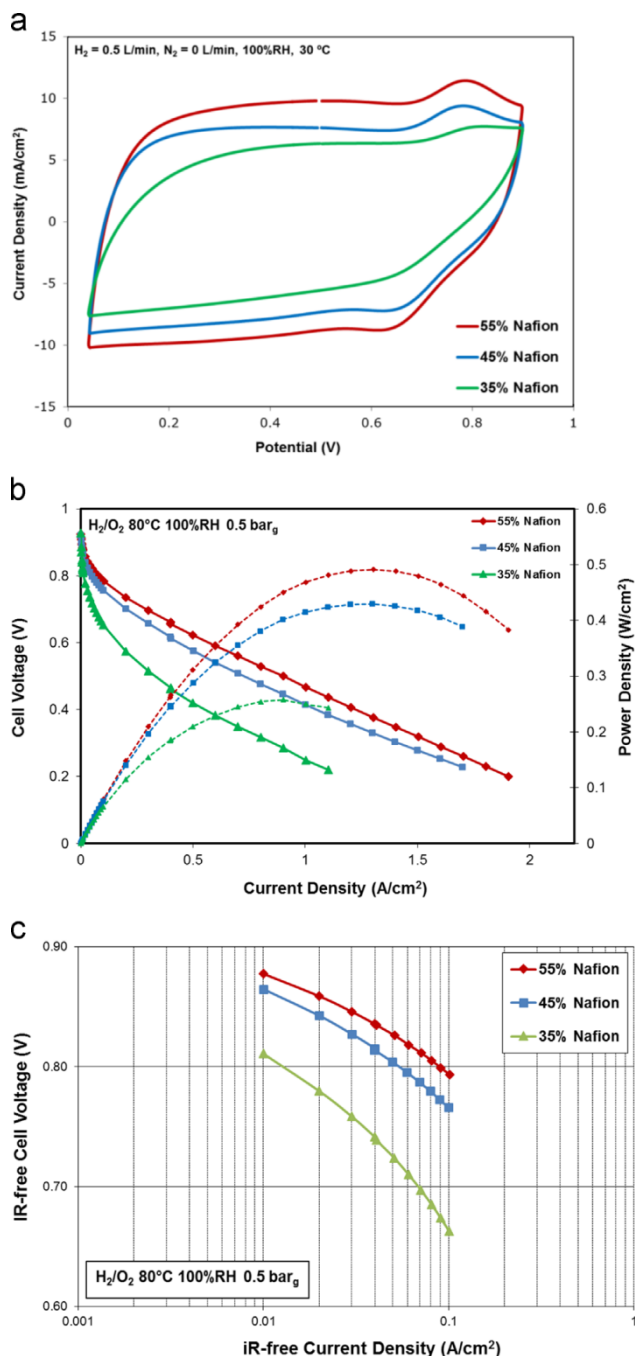 a
H₂ = 0.5 L/min, N₂ = 0 L/min, 100%RH, 30 ºC
15
10
5
0
-5
-10
-15
Current Density (mA/cm²)
55% Nafion
45% Nafion
35% Nafion
0
0.2
0.4
0.6
0.8
1
Potential (V)
b
H₂/O₂ 80°C 100%RH 0.5 barg
55% Nafion
45% Nafion
35% Nafion
1
0.8
0.6
0.4
0.2
0
Cell Voltage (V)
0.6
0.5
0.4
0.3
0.2
0.1
0
Power Density (W/cm²)
0
0.5
1
1.5
2
Current Density (A/cm²)
c
0.90
0.80
0.70
0.60
IR-free Cell Voltage (V)
55% Nafion
45% Nafion
35% Nafion
H₂/O₂ 80°C 100%RH 0.5 barg
0.001
0.01
0.1
1
iR-free Current Density (A/cm²)